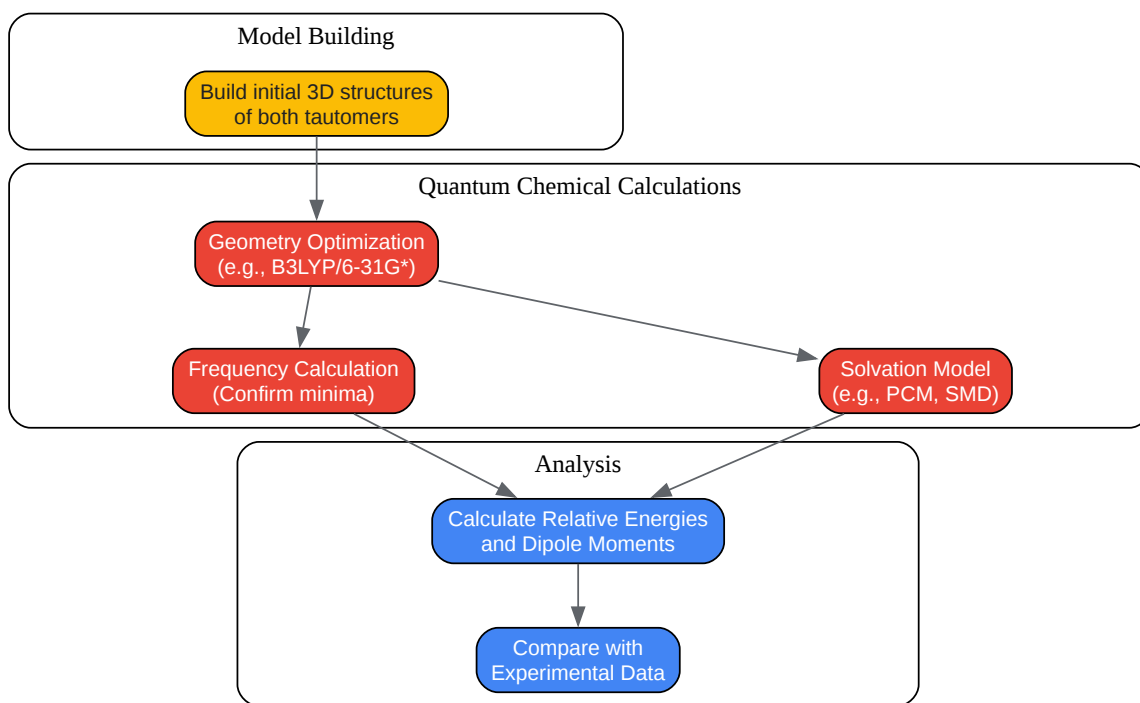 Model Building
Build initial 3D structures
of both tautomers
Quantum Chemical Calculations
Geometry Optimization
(e.g., B3LYP/6-31G*)
Frequency Calculation
(Confirm minima)
Solvation Model
(e.g., PCM, SMD)
Analysis
Calculate Relative Energies
and Dipole Moments
Compare with
Experimental Data